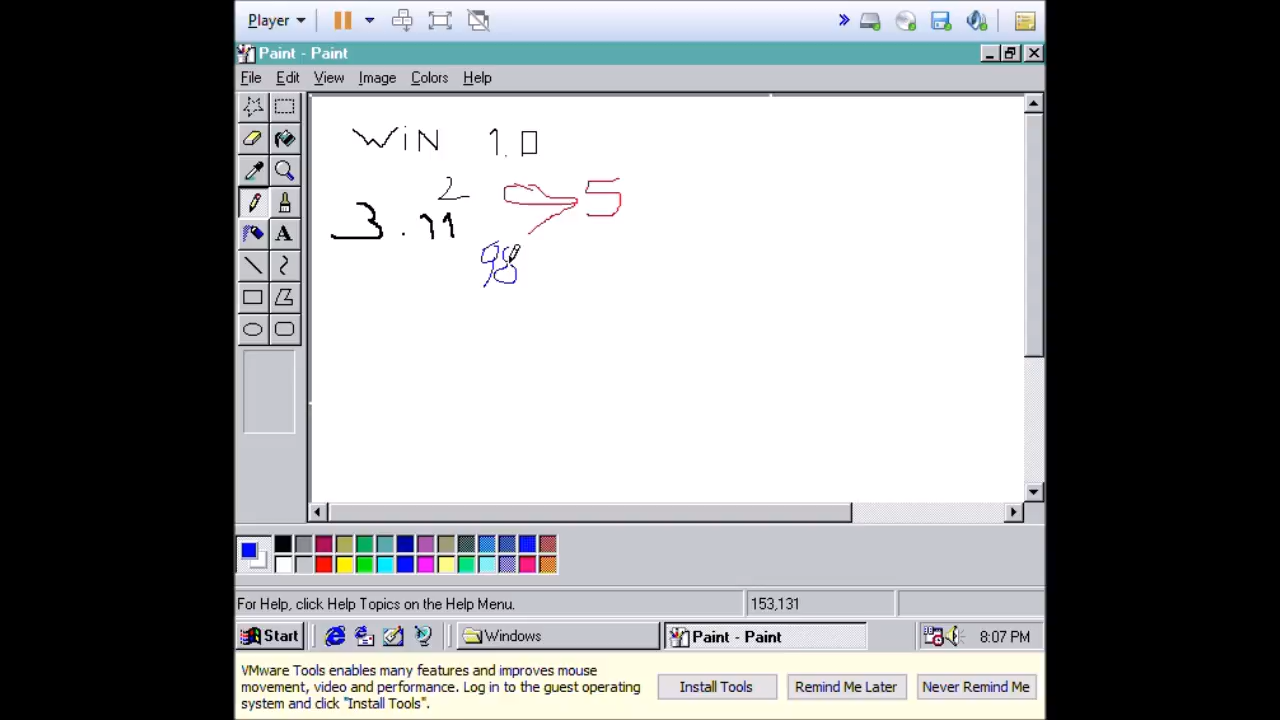 Player
Paint - Paint
File Edit View Image Colors Help
WiN 1.0
2
5
3.11
98
A
For Help, click Help Topics on the Help Menu.
153,131
Start
Windows
Paint - Paint
8:07 PM
VMware Tools enables many features and improves mouse
movement, video and performance. Log in to the guest operating
system and click "Install Tools".
Install Tools
Remind Me Later
Never Remind Me